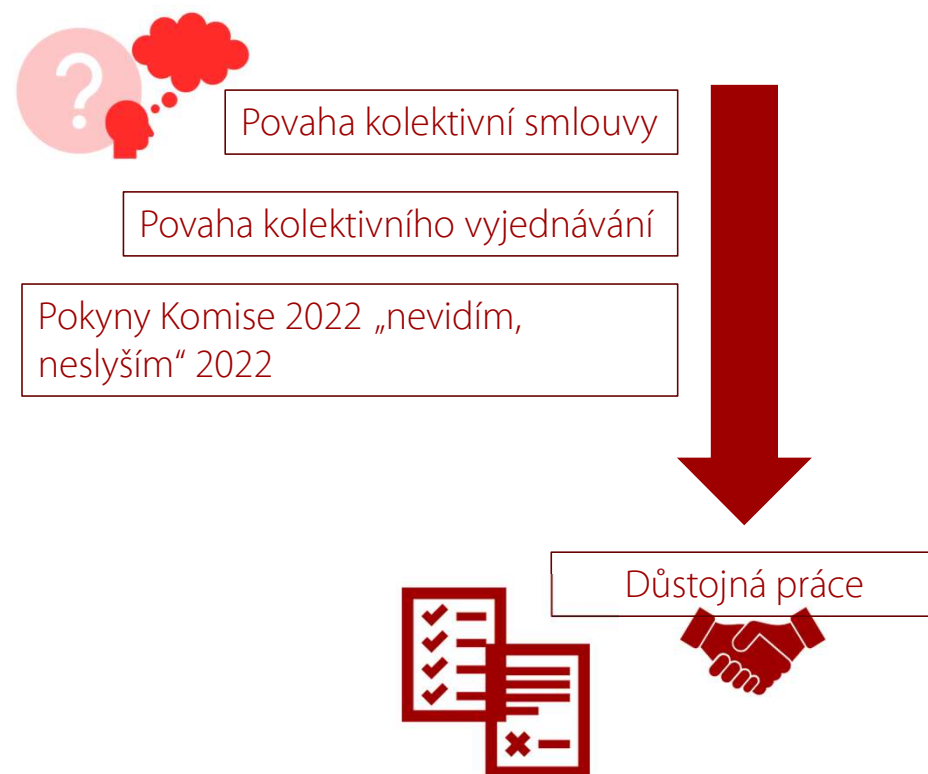 ?
Povaha kolektivní smlouvy
Povaha kolektivního vyjednávání
Pokyny Komise 2022 „nevidím,
neslyším“ 2022
Důstojná práce